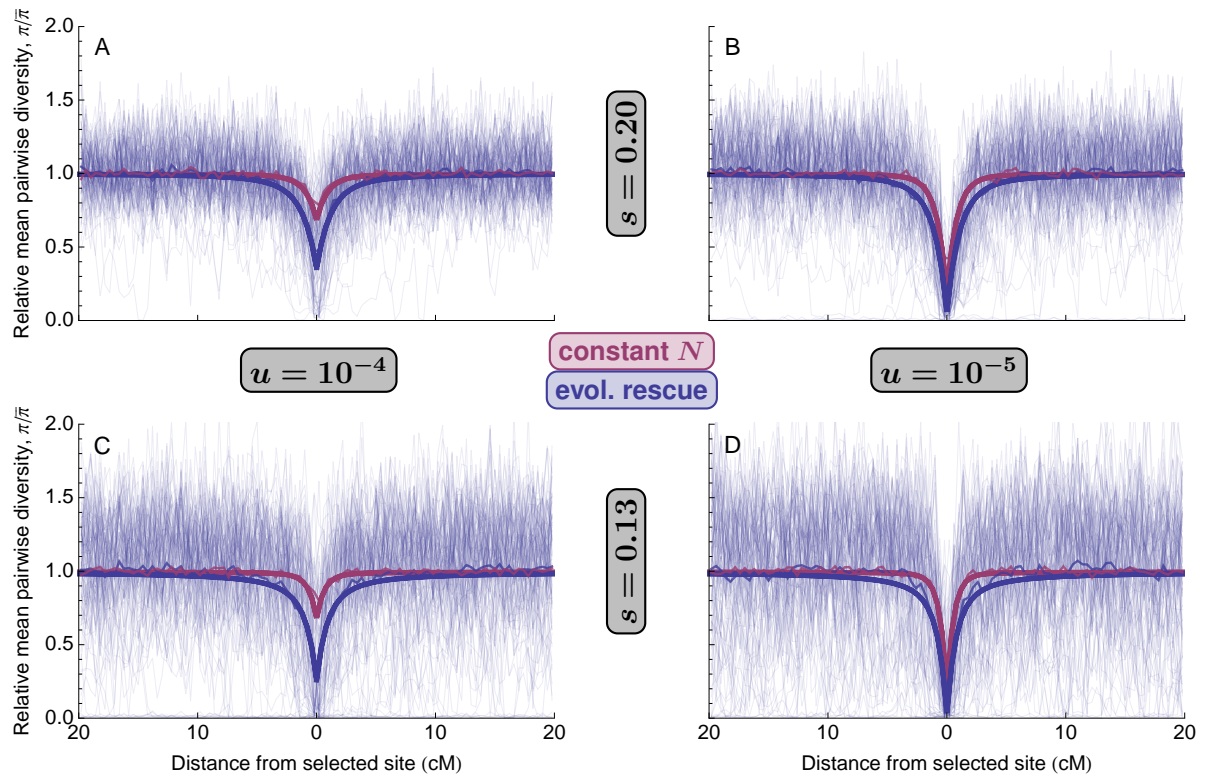 A
B
2.0
1.5
1.0
0.5
0.0
Relative mean pairwise diversity, π/π̅
s = 0.20
u = 10⁻⁴
constant N
evol. rescue
u = 10⁻⁵
C
D
2.0
1.5
1.0
0.5
0.0
Relative mean pairwise diversity, π/π̅
s = 0.13
20 10 0 10 20
20 10 0 10 20
Distance from selected site (cM)
Distance from selected site (cM)